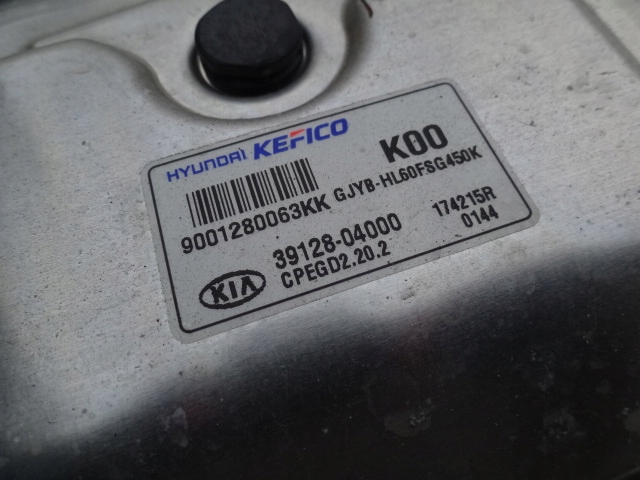 HYUNDAI KEFICO K00
9001280063KK GJYB-HL60FSG450K
39128-04000 174215R
KIA CPEGD2.20.2 0144